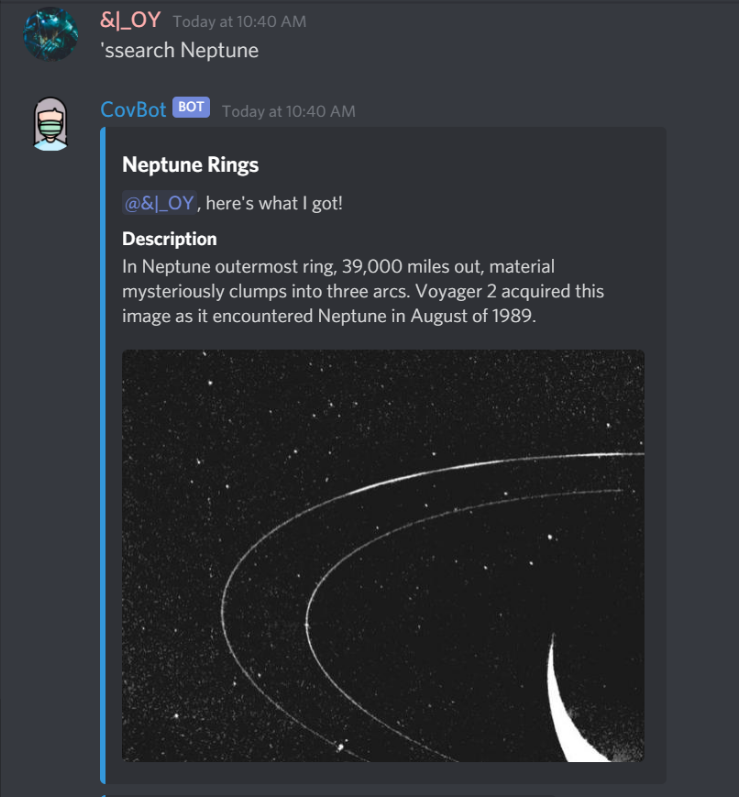 &|_OY Today at 10:40 AM
'ssearch Neptune
CovBot BOT Today at 10:40 AM
Neptune Rings
@&|_OY, here's what I got!
Description
In Neptune outermost ring, 39,000 miles out, material
mysteriously clumps into three arcs. Voyager 2 acquired this
image as it encountered Neptune in August of 1989.